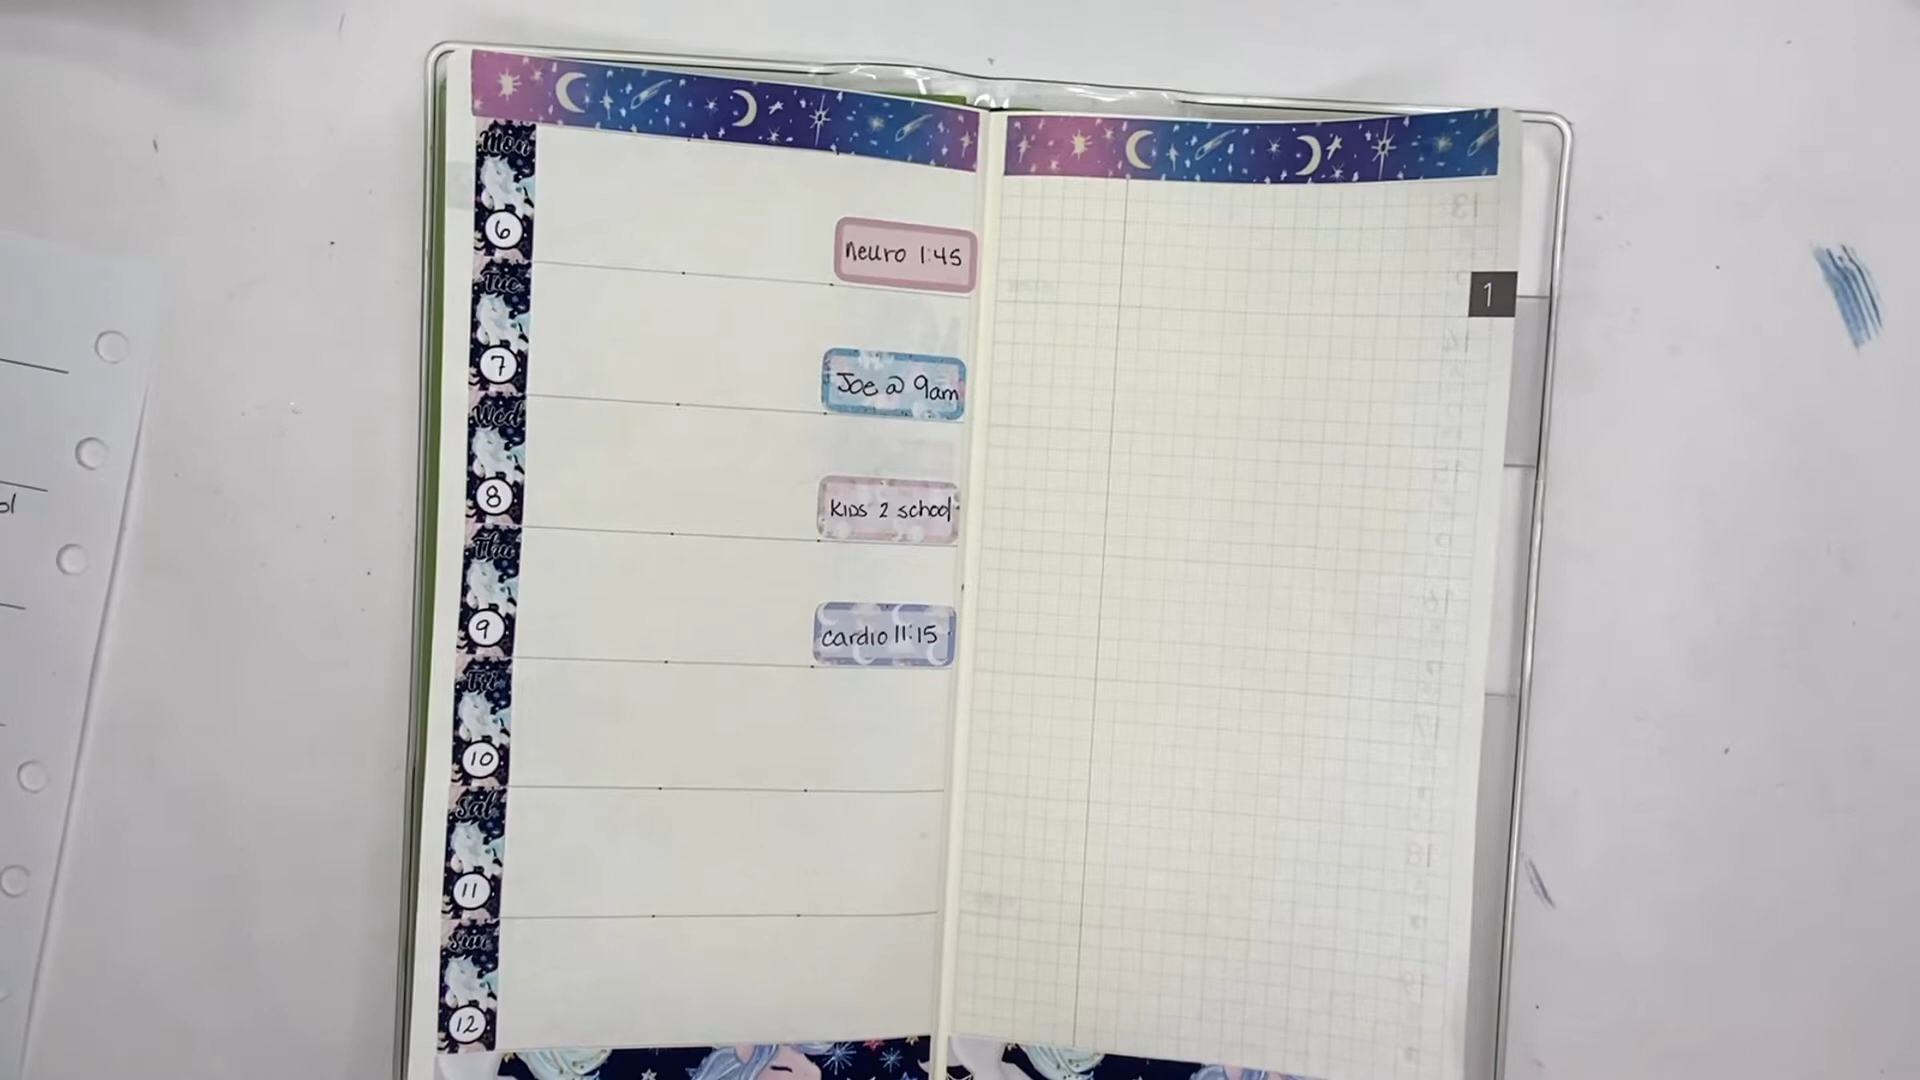 Mon
6
neuro 1:45
1
Tue
7
Joe @ 9am
Wed
8
KIDS 2 school
ol
Thu
9
cardio 11:15
Fri
10
Sat
11
Sun
12